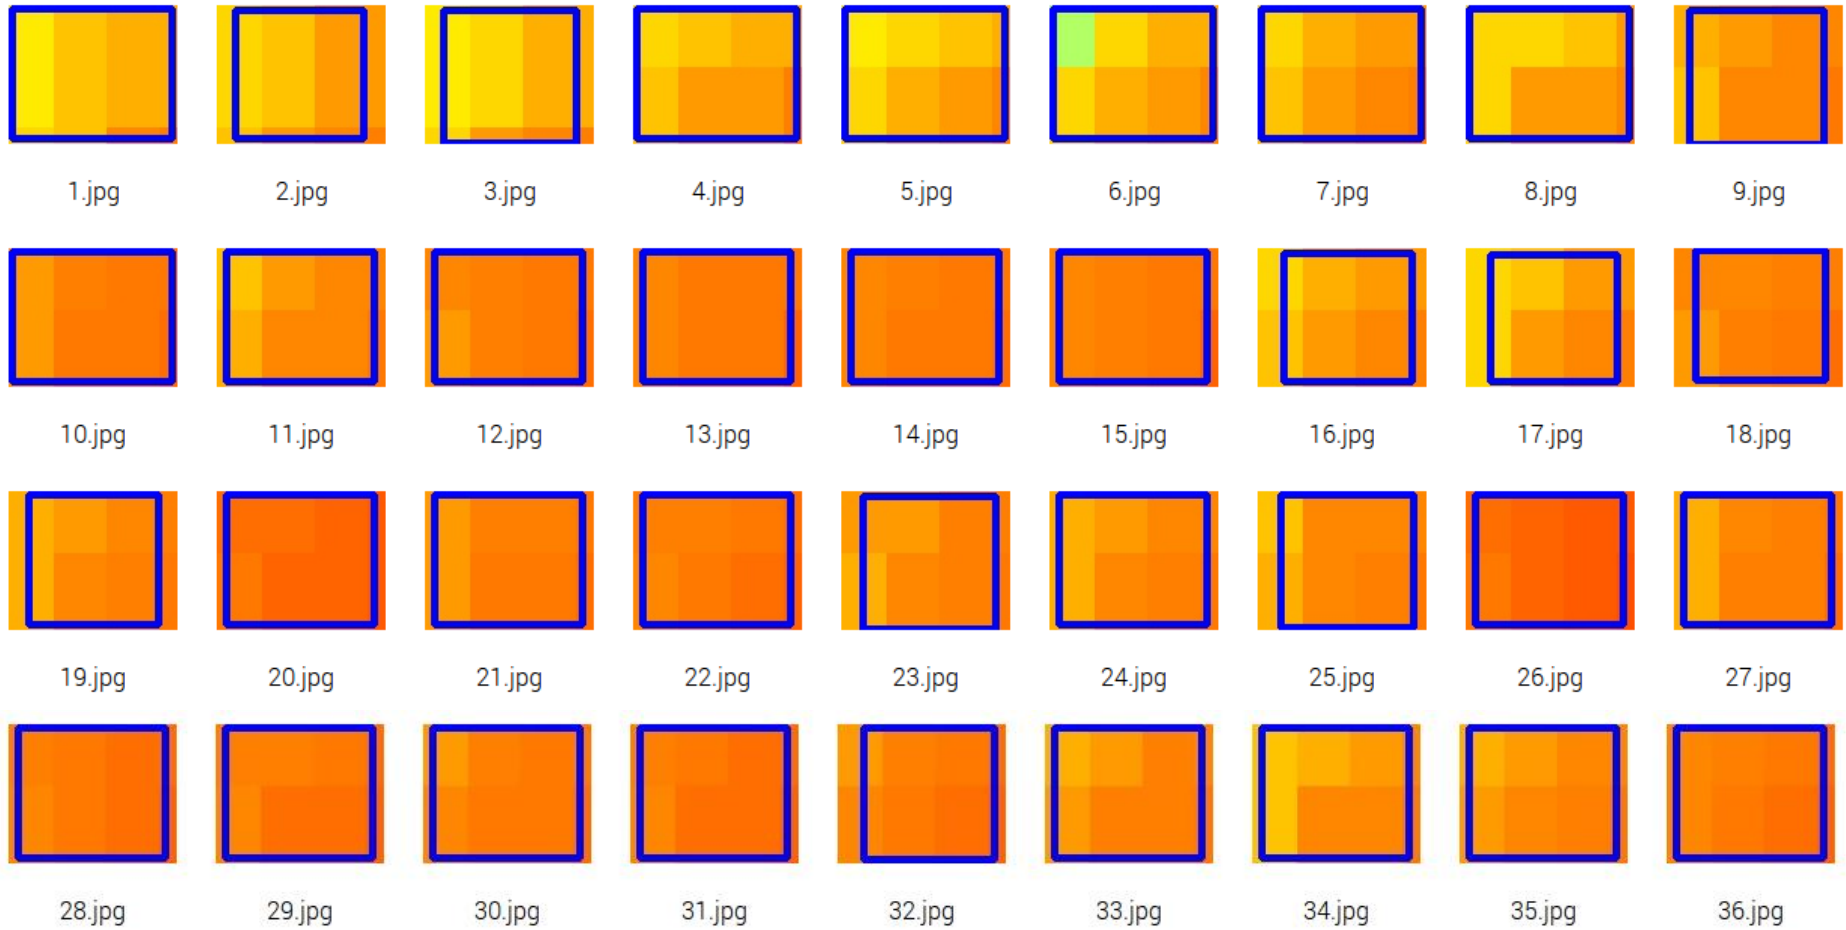 1.jpg 2.jpg 3.jpg 4.jpg 5.jpg 6.jpg 7.jpg 8.jpg 9.jpg
10.jpg 11.jpg 12.jpg 13.jpg 14.jpg 15.jpg 16.jpg 17.jpg 18.jpg
19.jpg 20.jpg 21.jpg 22.jpg 23.jpg 24.jpg 25.jpg 26.jpg 27.jpg
28.jpg 29.jpg 30.jpg 31.jpg 32.jpg 33.jpg 34.jpg 35.jpg 36.jpg